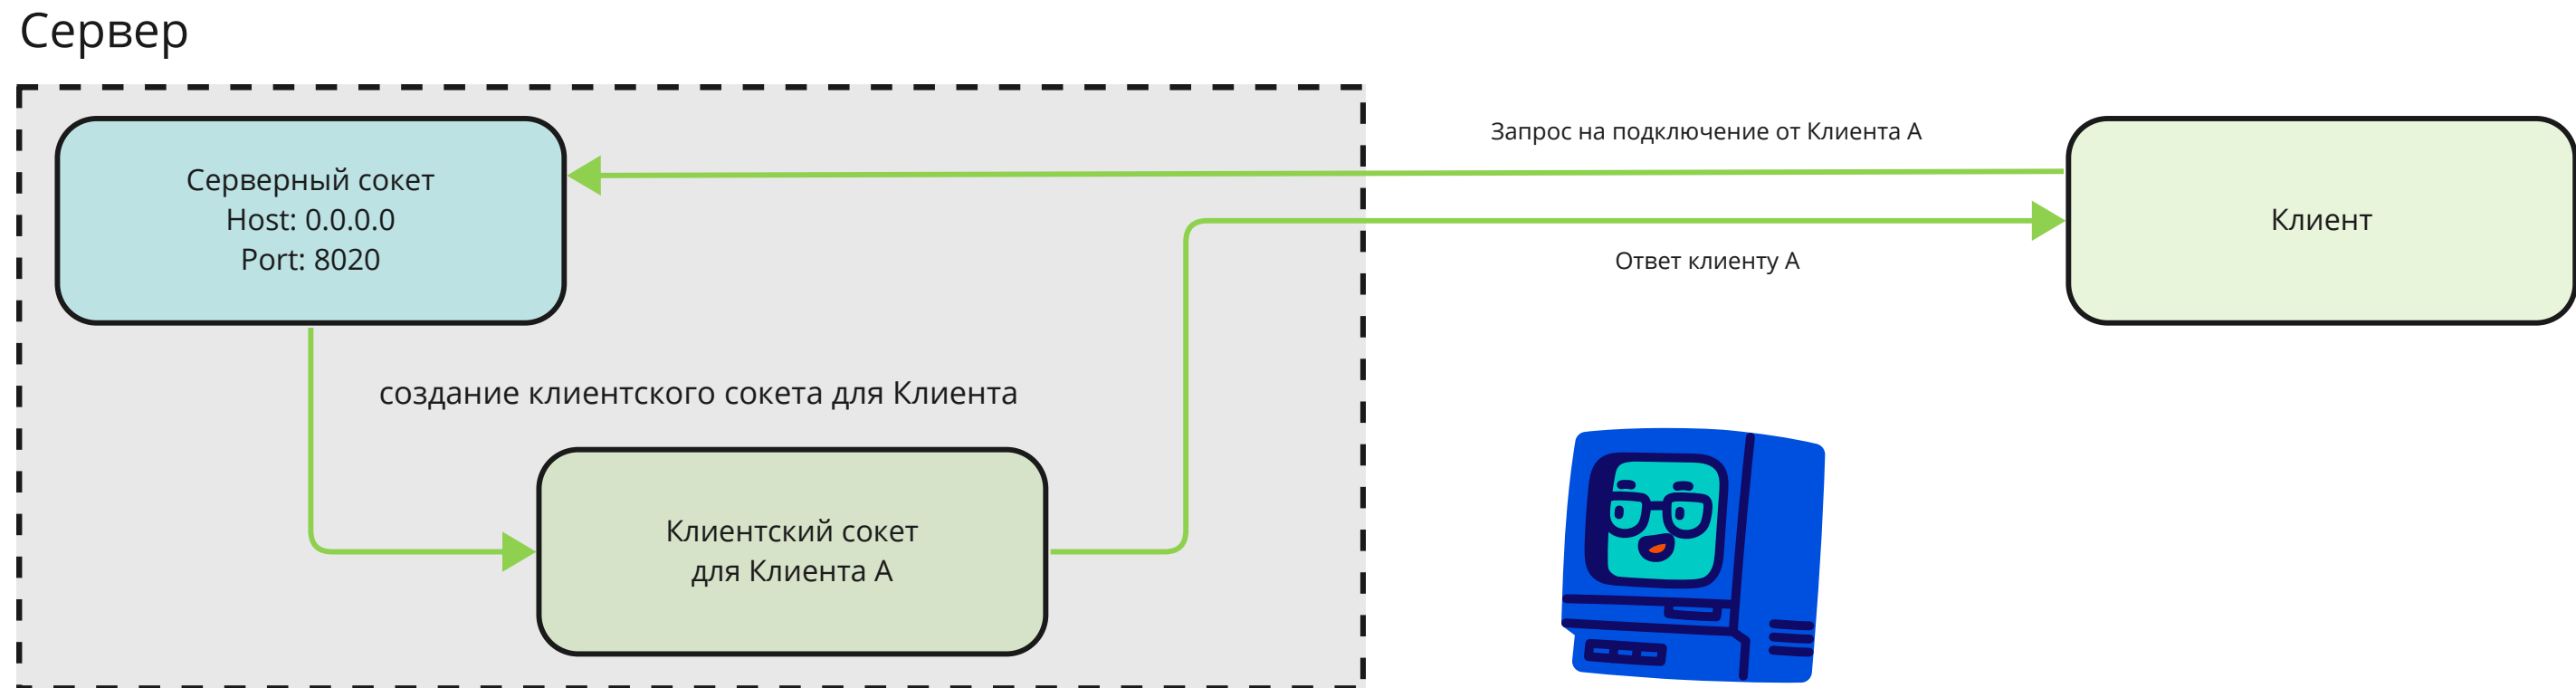 Сервер
Серверный сокет
Host: 0.0.0.0
Port: 8020
Запрос на подключение от Клиента А
Ответ клиенту А
Клиент
создание клиентского сокета для Клиента
Клиентский сокет
для Клиента А